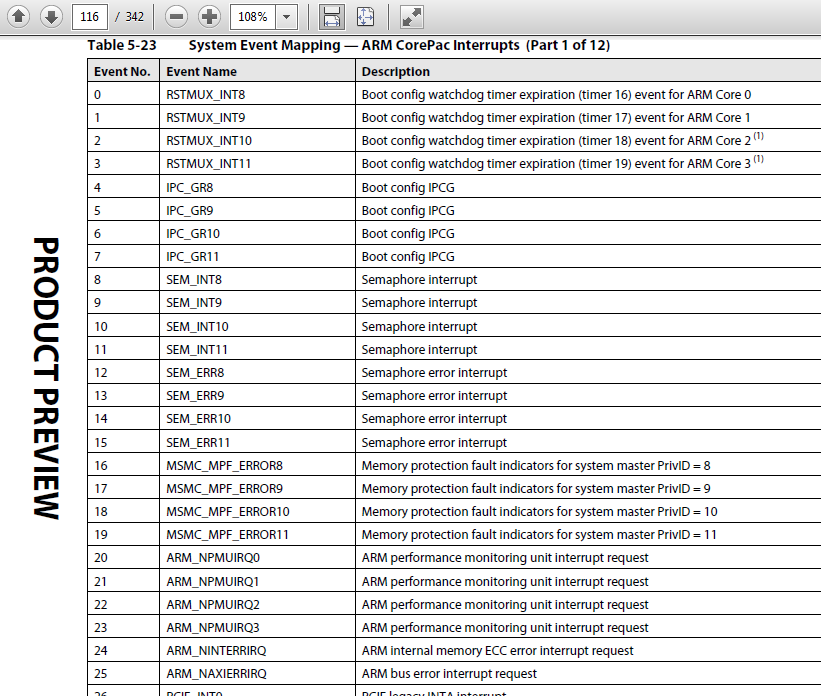 116 / 342 108%
Table 5-23 System Event Mapping — ARM CorePac Interrupts (Part 1 of 12)
Event No. Event Name Description
0 RSTMUX_INT8 Boot config watchdog timer expiration (timer 16) event for ARM Core 0
1 RSTMUX_INT9 Boot config watchdog timer expiration (timer 17) event for ARM Core 1
2 RSTMUX_INT10 Boot config watchdog timer expiration (timer 18) event for ARM Core 2 (1)
3 RSTMUX_INT11 Boot config watchdog timer expiration (timer 19) event for ARM Core 3 (1)
4 IPC_GR8 Boot config IPCG
5 IPC_GR9 Boot config IPCG
6 IPC_GR10 Boot config IPCG
7 IPC_GR11 Boot config IPCG
8 SEM_INT8 Semaphore interrupt
9 SEM_INT9 Semaphore interrupt
10 SEM_INT10 Semaphore interrupt
11 SEM_INT11 Semaphore interrupt
12 SEM_ERR8 Semaphore error interrupt
13 SEM_ERR9 Semaphore error interrupt
14 SEM_ERR10 Semaphore error interrupt
15 SEM_ERR11 Semaphore error interrupt
16 MSMC_MPF_ERROR8 Memory protection fault indicators for system master PrivID = 8
17 MSMC_MPF_ERROR9 Memory protection fault indicators for system master PrivID = 9
18 MSMC_MPF_ERROR10 Memory protection fault indicators for system master PrivID = 10
19 MSMC_MPF_ERROR11 Memory protection fault indicators for system master PrivID = 11
20 ARM_NPMUIRQ0 ARM performance monitoring unit interrupt request
21 ARM_NPMUIRQ1 ARM performance monitoring unit interrupt request
22 ARM_NPMUIRQ2 ARM performance monitoring unit interrupt request
23 ARM_NPMUIRQ3 ARM performance monitoring unit interrupt request
24 ARM_NINTERRIRQ ARM internal memory ECC error interrupt request
25 ARM_NAXIERRIRQ ARM bus error interrupt request
26 PCIE_INT0 PCIE legacy INTA interrupt
PRODUCT PREVIEW